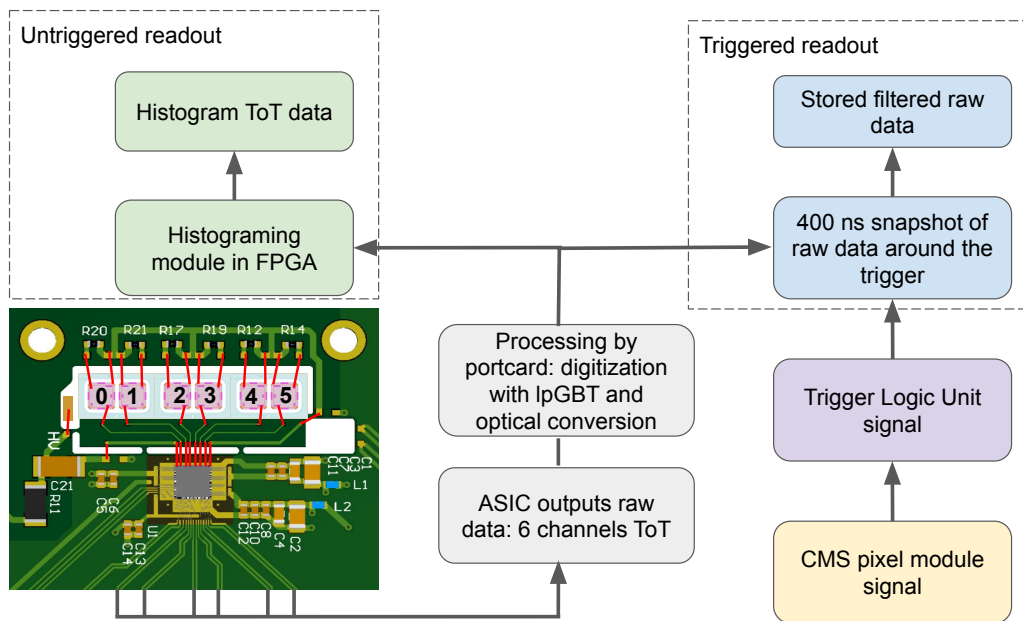 Untriggered readout
Histogram ToT data
Histograming
module in FPGA
Triggered readout
Stored filtered raw
data
400 ns snapshot of
raw data around the
trigger
Processing by
portcard: digitization
with lpGBT and
optical conversion
ASIC outputs raw
data: 6 channels ToT
Trigger Logic Unit
signal
CMS pixel module
signal
R20 R21 R17 R19 R12 R14
0 1 2 3 4 5
HV
C21
R11
C5
C6
U1
C14
C13
C11
C3
C7
C1
L1
L2
C12
C10
C8
C4
C2